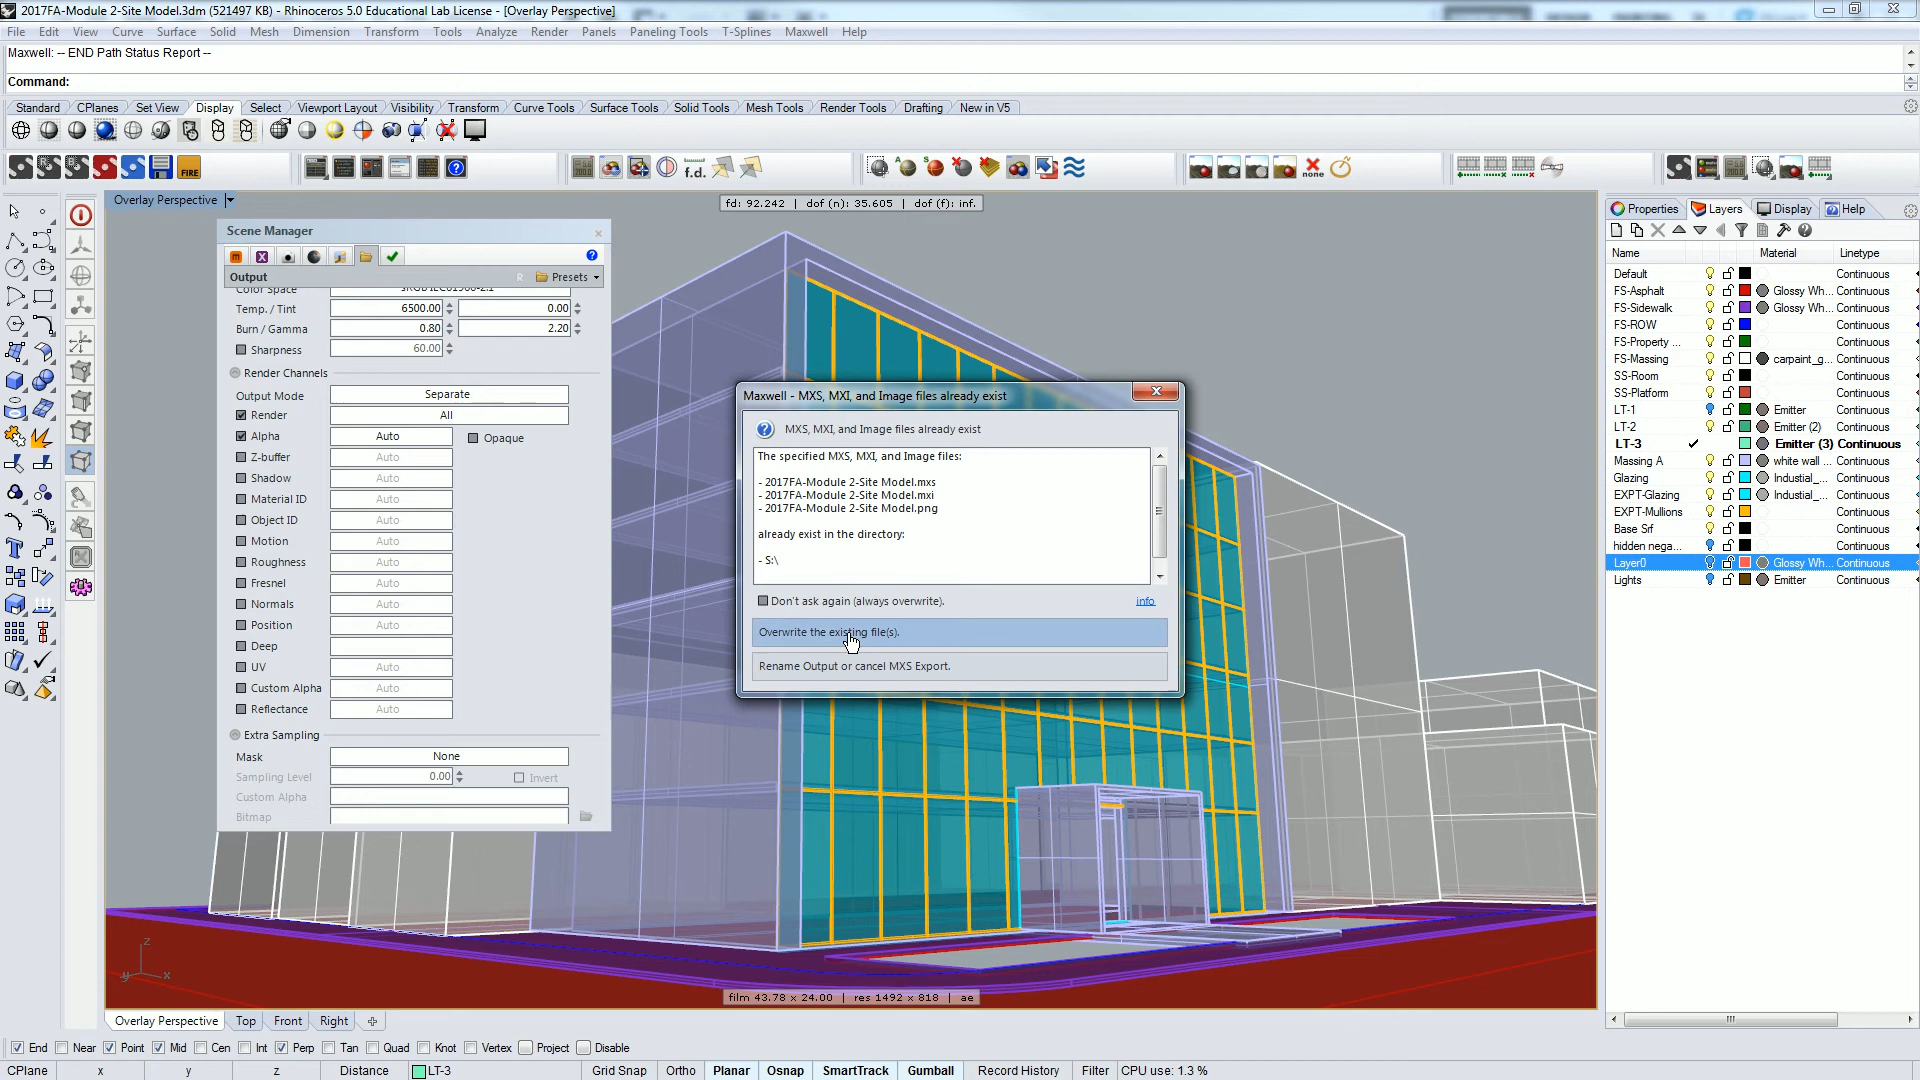 2017FA-Module 2-Site Model.3dm (521497 KB) - Rhinoceros 5.0 Educational Lab License - [Overlay Perspective]
File Edit View Curve Surface Solid Mesh Dimension Transform Tools Analyze Render Panels Paneling Tools T-Splines Maxwell Help
Maxwell: -- END Path Status Report --
Command:
Standard CPlanes Set View Display Select Viewport Layout Visibility Transform Curve Tools Surface Tools Solid Tools Mesh Tools Render Tools Drafting New in V5
FIRE
f.d.
none
Overlay Perspective
fd: 92.242 | dof (n): 35.605 | dof (f): inf.
Scene Manager
Output R Presets
Color Space sRGB IEC61966-2.1
Temp. / Tint 6500.00 0.00
Burn / Gamma 0.80 2.20
Sharpness 60.00
Render Channels
Output Mode Separate
Render All
Alpha Auto Opaque
Z-buffer Auto
Shadow Auto
Material ID Auto
Object ID Auto
Motion Auto
Roughness Auto
Fresnel Auto
Normals Auto
Position Auto
Deep
UV Auto
Custom Alpha Auto
Reflectance Auto
Extra Sampling
Mask None
Sampling Level 0.00 Invert
Custom Alpha
Bitmap
Maxwell - MXS, MXI, and Image files already exist
MXS, MXI, and Image files already exist
The specified MXS, MXI, and Image files:
- 2017FA-Module 2-Site Model.mxs
- 2017FA-Module 2-Site Model.mxi
- 2017FA-Module 2-Site Model.png
already exist in the directory:
- S:\
Don't ask again (always overwrite). info
Overwrite the existing file(s).
Rename Output or cancel MXS Export.
Properties Layers Display Help
Name Material Linetype
Default Continuous
FS-Asphalt Glossy Wh... Continuous
FS-Sidewalk Glossy Wh... Continuous
FS-ROW Continuous
FS-Property ... Continuous
FS-Massing carpaint_g... Continuous
SS-Room Continuous
SS-Platform Continuous
LT-1 Emitter Continuous
LT-2 Emitter (2) Continuous
LT-3 Emitter (3) Continuous
Massing A white wall ... Continuous
Glazing Industial_... Continuous
EXPT-Glazing Industial_... Continuous
EXPT-Mullions Continuous
Base Srf Continuous
hidden nega... Continuous
Layer0 Glossy Wh... Continuous
Lights Emitter Continuous
z
y x
film 43.78 x 24.00 | res 1492 x 818 | ae
Overlay Perspective Top Front Right
End Near Point Mid Cen Int Perp Tan Quad Knot Vertex Project Disable
CPlane x y z Distance LT-3 Grid Snap Ortho Planar Osnap SmartTrack Gumball Record History Filter CPU use: 1.3 %